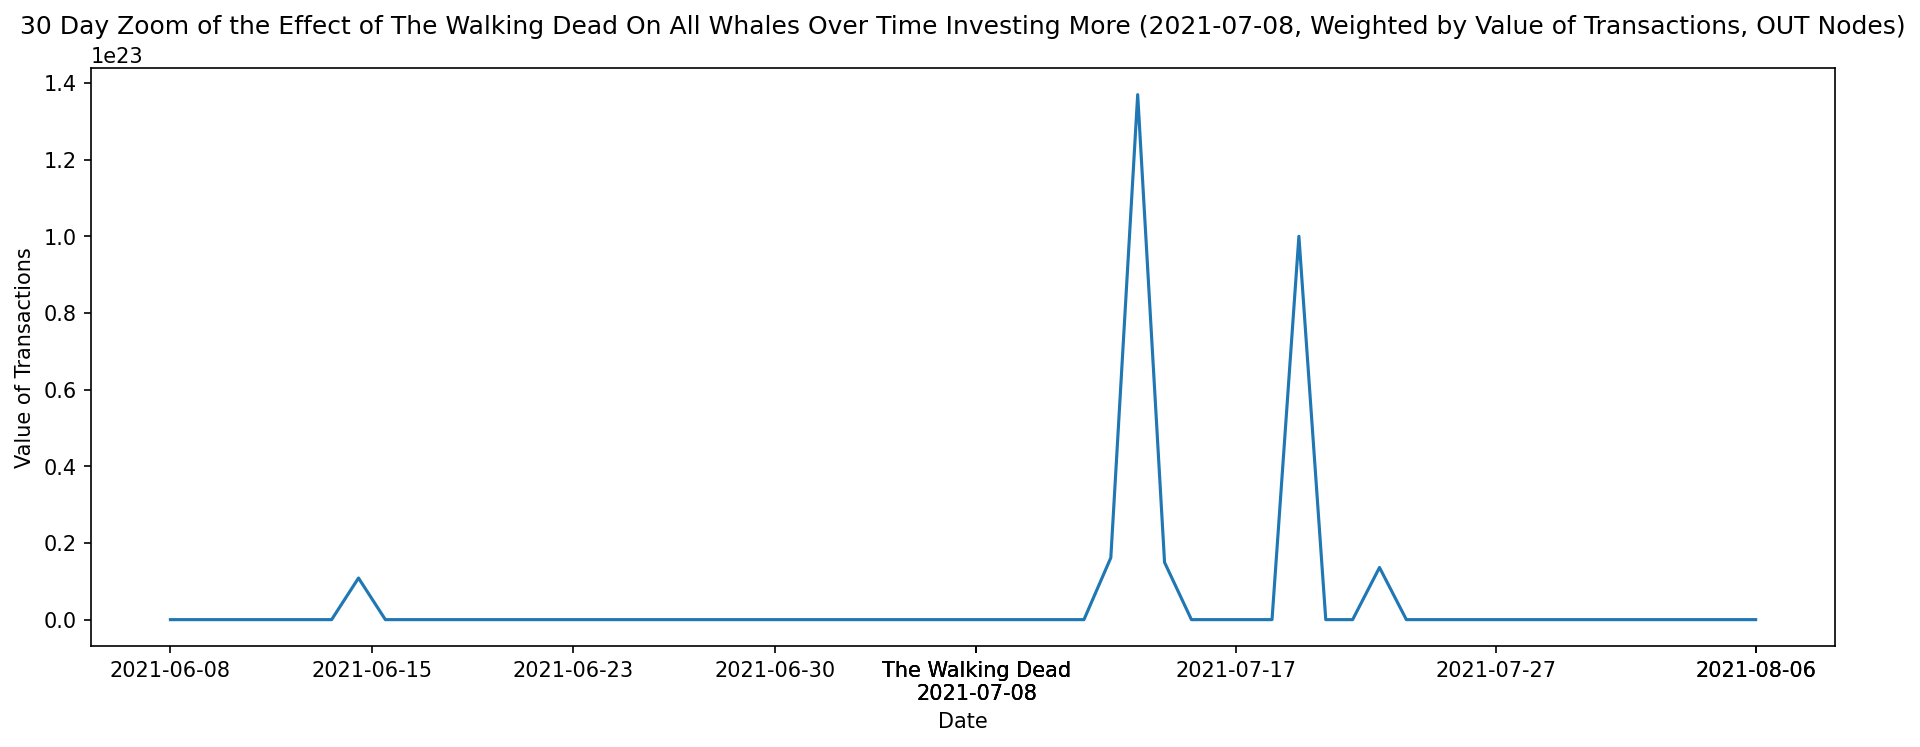 30 Day Zoom of the Effect of The Walking Dead On All Whales Over Time Investing More (2021-07-08, Weighted by Value of Transactions, OUT Nodes)
1e23
1.4
1.2
1.0
0.8
0.6
0.4
0.2
0.0
Value of Transactions
2021-06-08 2021-06-15 2021-06-23 2021-06-30 The Walking Dead 2021-07-17 2021-07-27 2021-08-06
2021-07-08
Date